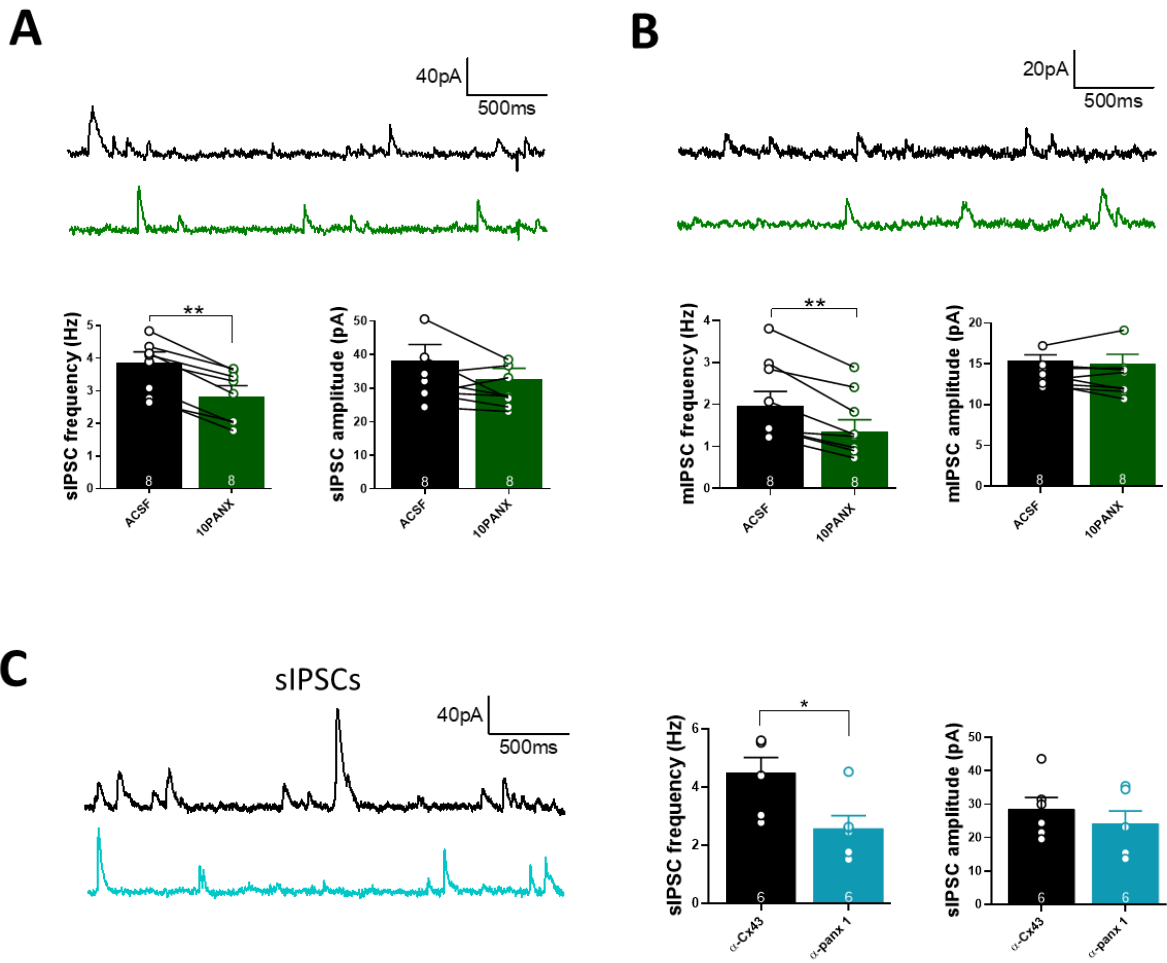 A
40pA
500ms
sIPSC frequency (Hz)
5
4
3
2
1
0
**
8
8
ACSF
10PANX
sIPSC amplitude (pA)
50
40
30
20
10
0
8
8
ACSF
10PANX
B
20pA
500ms
mIPSC frequency (Hz)
4
3
2
1
0
**
8
8
ACSF
10PANX
mIPSC amplitude (pA)
20
15
10
5
0
8
8
ACSF
10PANX
C
sIPSCs
40pA
500ms
sIPSC frequency (Hz)
6
4
2
0
*
6
6
α-Cx43
α-panx 1
sIPSC amplitude (pA)
50
40
30
20
10
0
6
6
α-Cx43
α-panx 1